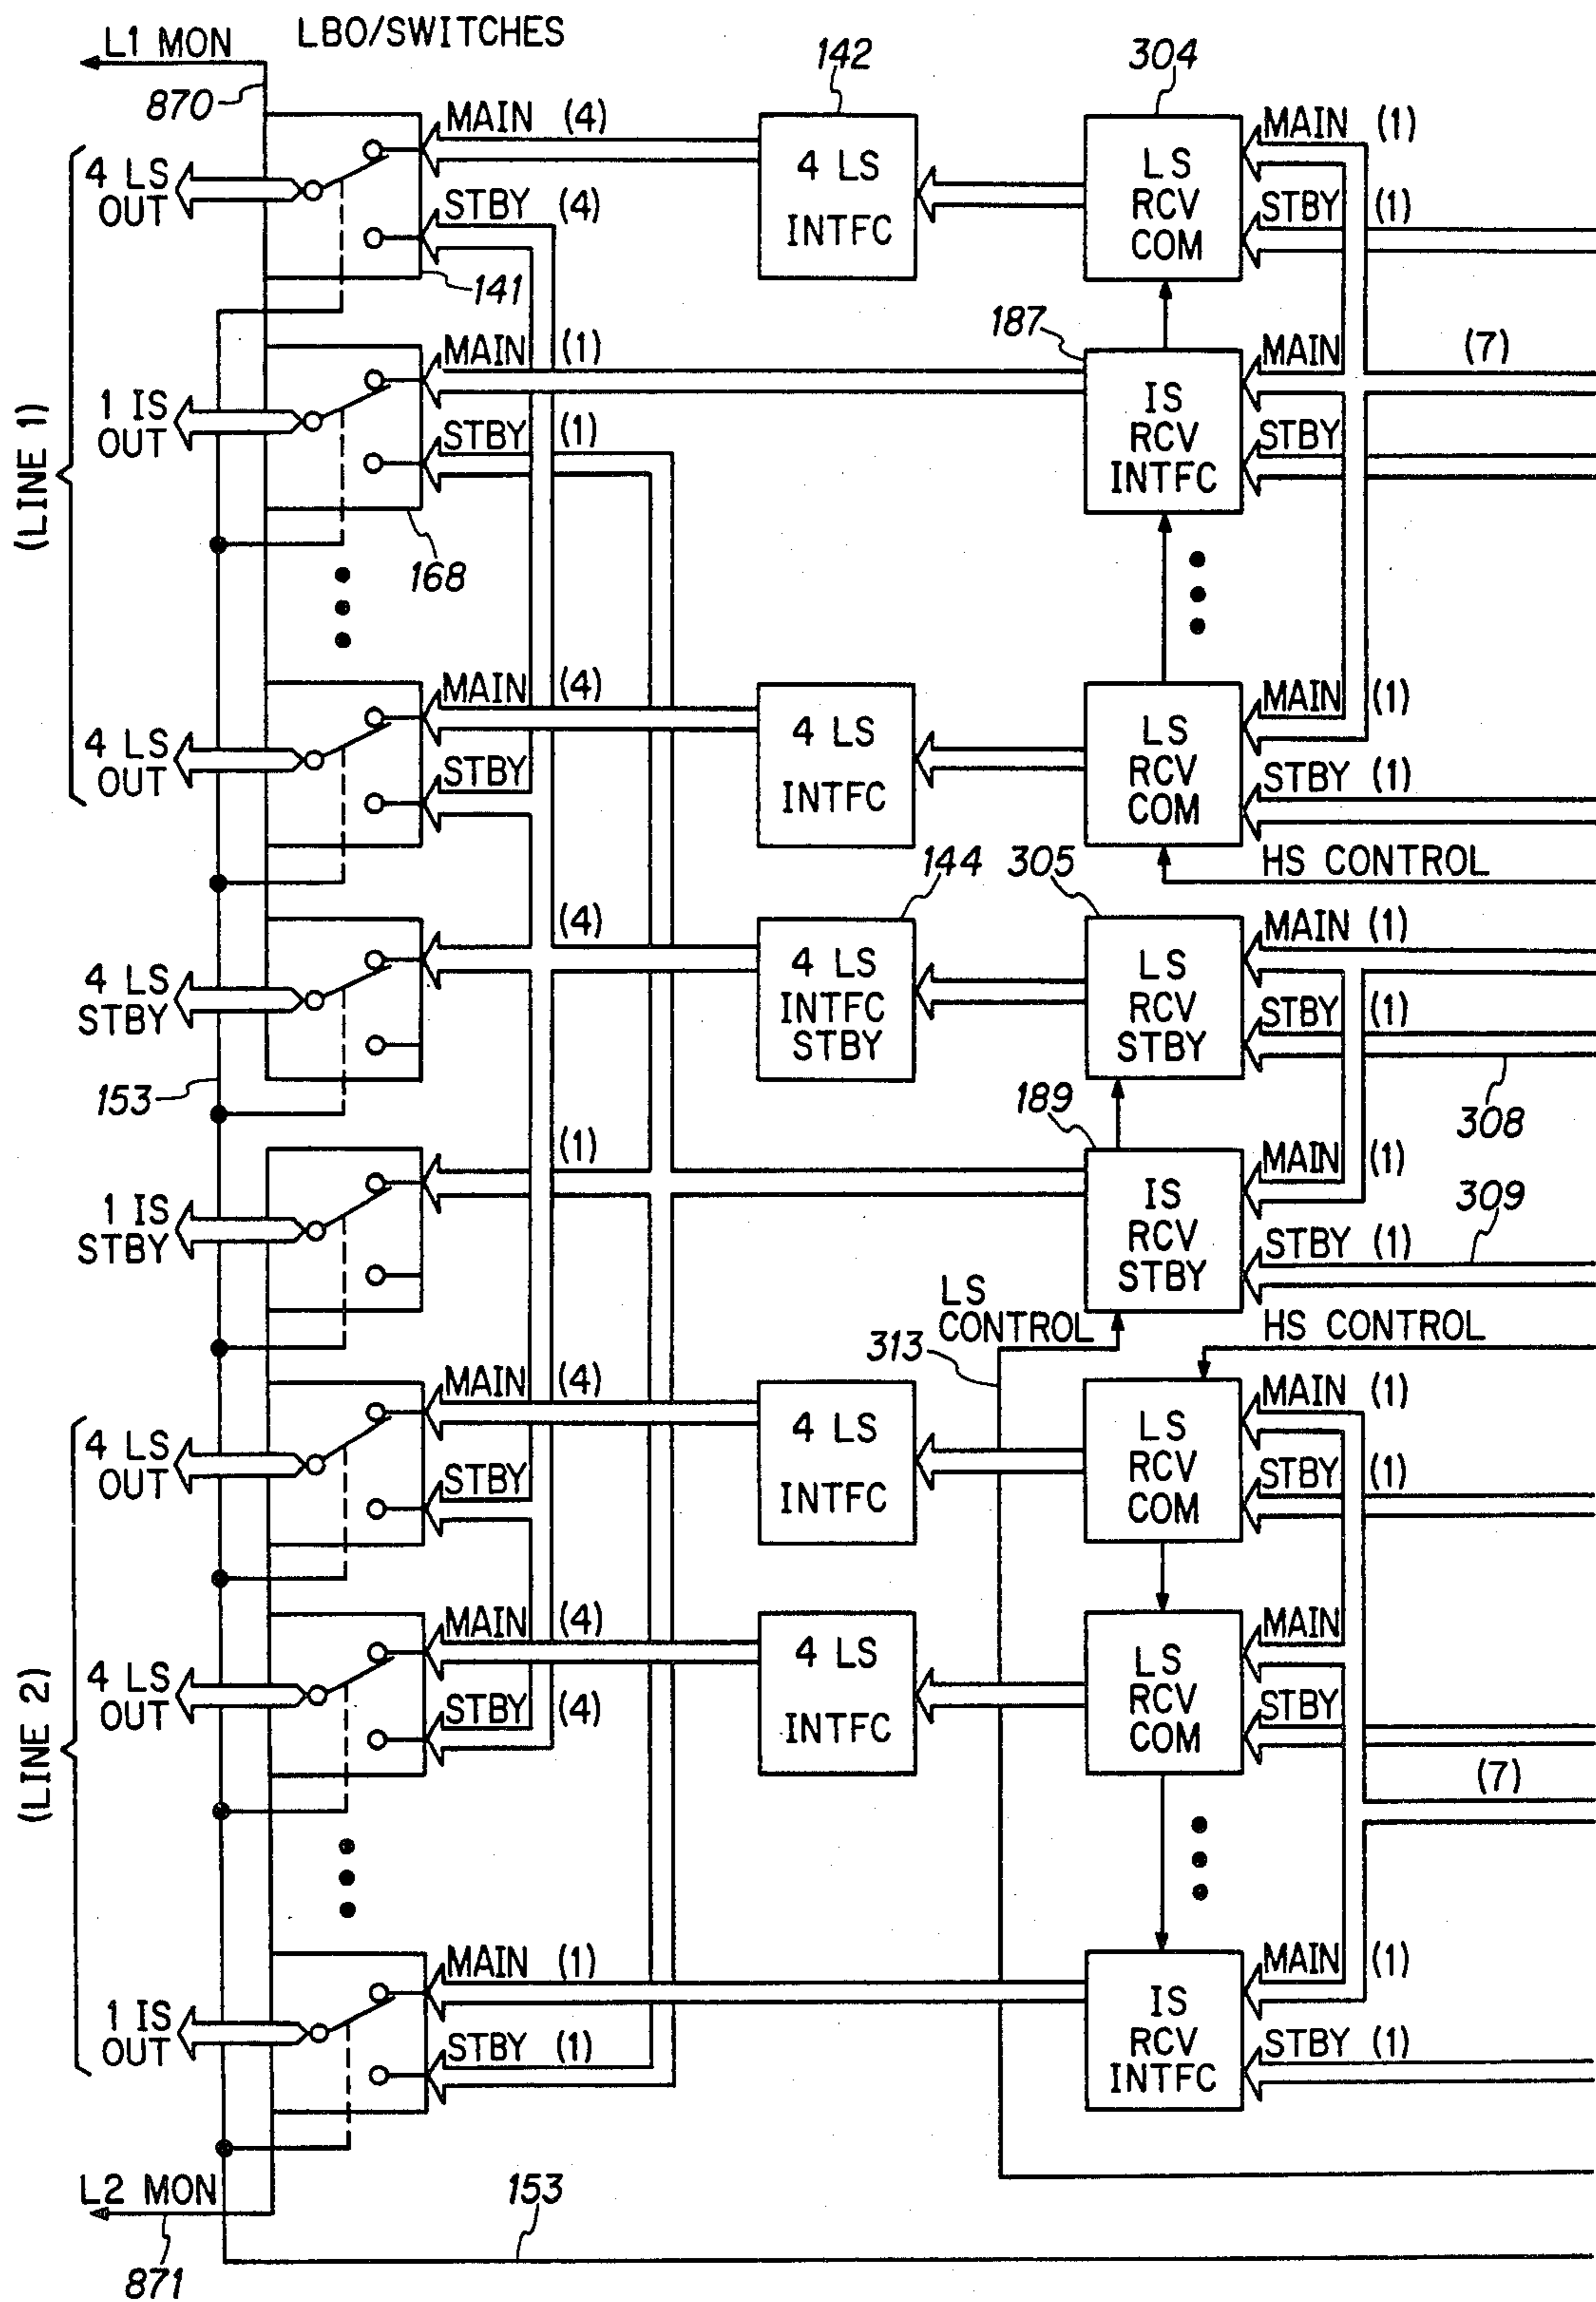 L1 MON
LBO/SWITCHES
870
142
304
MAIN (4)
MAIN (1)
4 LS
OUT
4 LS
INTFC
LS
RCV
COM
STBY (4)
STBY (1)
141
187
MAIN (1)
MAIN
(7)
1 IS
OUT
IS
RCV
INTFC
STBY (1)
STBY
(LINE 1)
168
MAIN (4)
MAIN (1)
4 LS
OUT
4 LS
INTFC
LS
RCV
COM
STBY
STBY (1)
HS CONTROL
144
305
(4)
MAIN (1)
4 LS
STBY
4 LS
INTFC
STBY
LS
RCV
STBY
STBY (1)
153
308
189
(1)
MAIN (1)
1 IS
STBY
IS
RCV
STBY
309
STBY (1)
LS
CONTROL
313
HS CONTROL
MAIN (4)
MAIN (1)
4 LS
OUT
4 LS
INTFC
LS
RCV
COM
STBY
STBY (1)
MAIN (4)
MAIN
4 LS
OUT
4 LS
INTFC
LS
RCV
COM
STBY (4)
STBY
(LINE 2)
(7)
MAIN (1)
MAIN (1)
1 IS
OUT
IS
RCV
INTFC
STBY (1)
STBY (1)
L2 MON
153
871